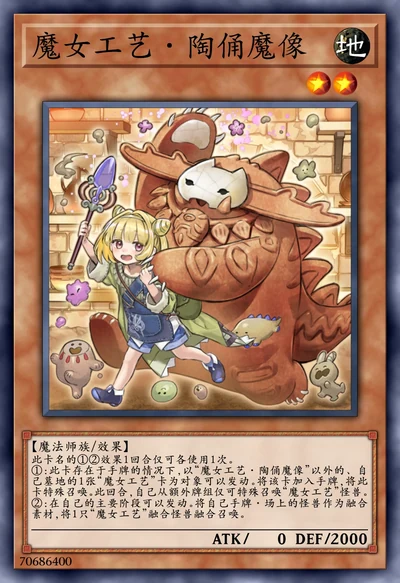 魔女工艺・陶俑魔像
地
【魔法师族/效果】
此卡名的①②效果1回合仅可各使用1次。
①:此卡存在于手牌的情况下,以“魔女工艺・陶俑魔像”以外的、自
己墓地的1张“魔女工艺”卡为对象可以发动。将该卡加入手牌,将此
卡特殊召唤。此回合,自己从额外牌组仅可特殊召唤“魔女工艺”怪兽。
②:在自己的主要阶段可以发动。将自己手牌・场上的怪兽作为融合
素材,将1只“魔女工艺”融合怪兽融合召唤。
ATK/ 0 DEF/2000
70686400